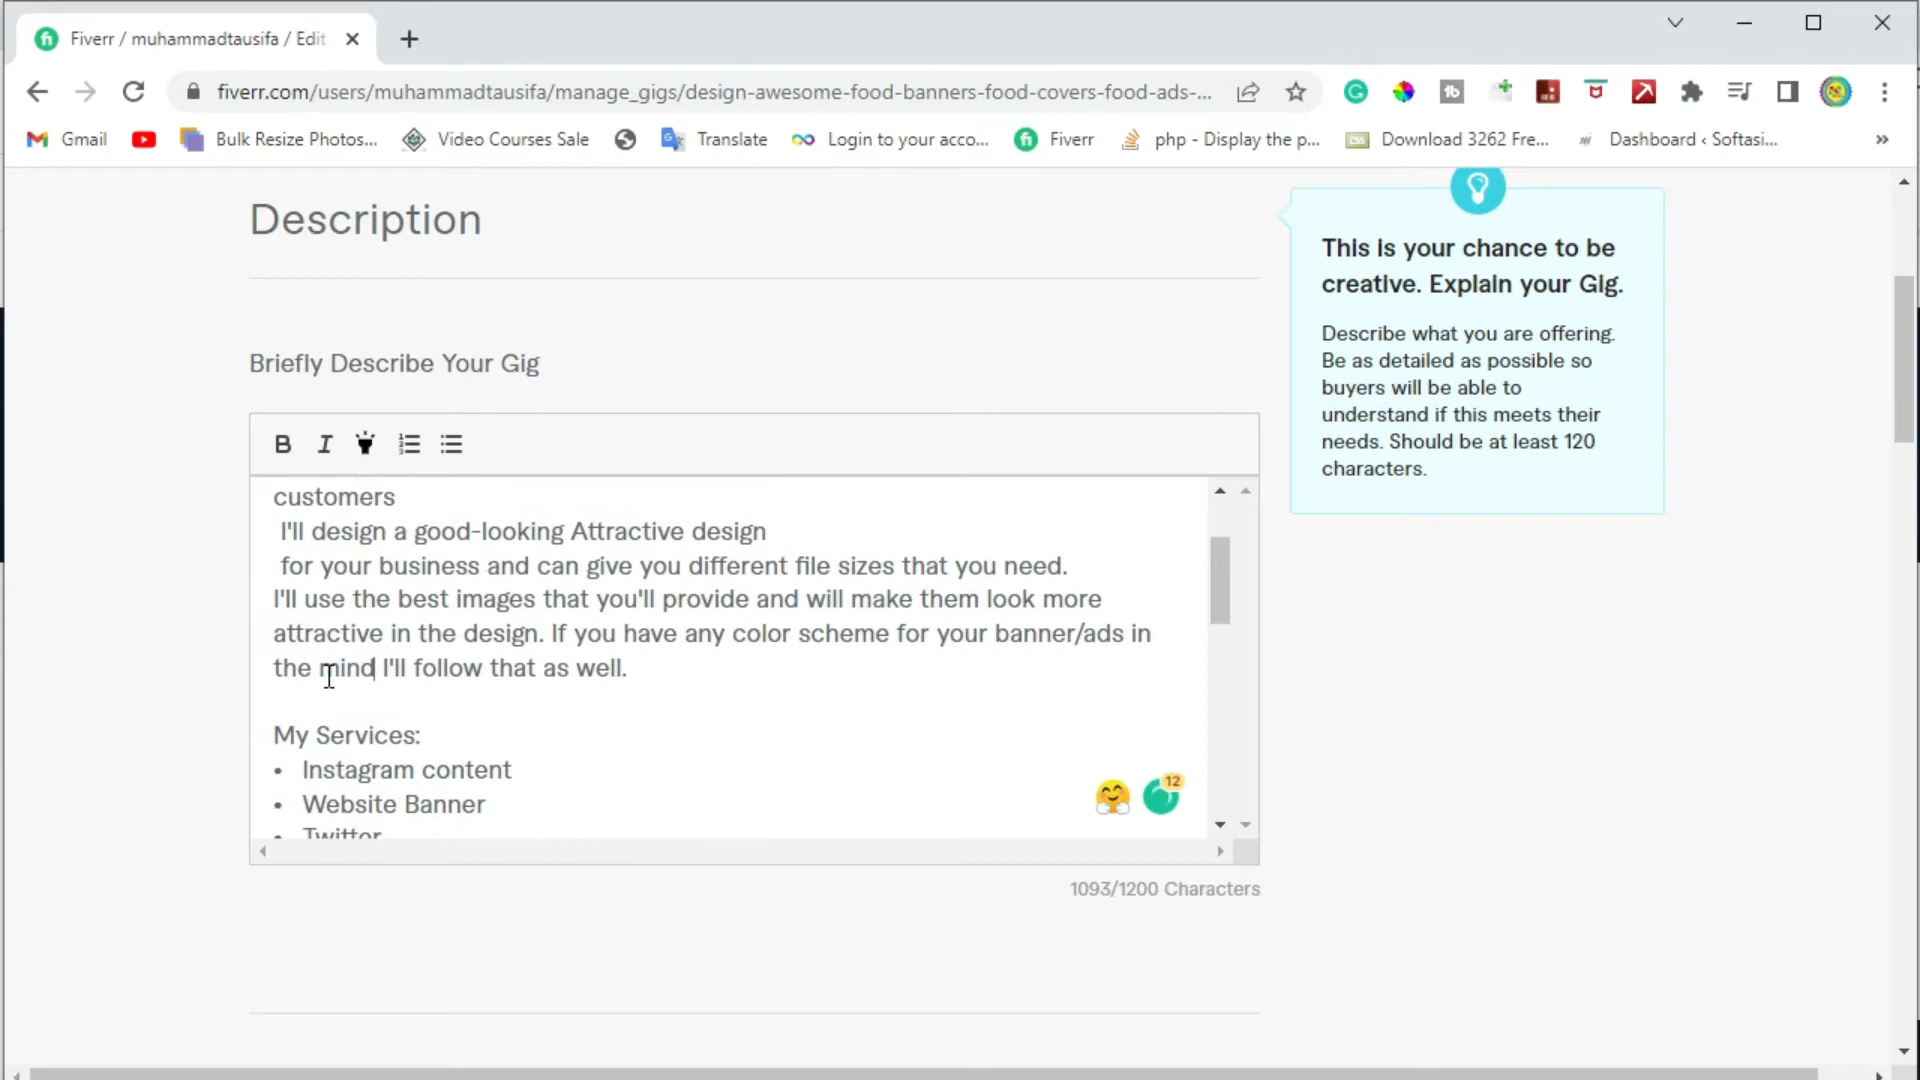 Fiverr / muhammadtausifa / Edit
fiverr.com/users/muhammadtausifa/manage_gigs/design-awesome-food-banners-food-covers-food-ads-...
Gmail Bulk Resize Photos... Video Courses Sale Translate Login to your acco... Fiverr php - Display the p... Download 3262 Fre... Dashboard ‹ Softasi... »
Description
This is your chance to be
creative. Explain your Gig.
Describe what you are offering.
Be as detailed as possible so
buyers will be able to
understand if this meets their
needs. Should be at least 120
characters.
Briefly Describe Your Gig
B I
customers
I'll design a good-looking Attractive design
for your business and can give you different file sizes that you need.
I'll use the best images that you'll provide and will make them look more
attractive in the design. If you have any color scheme for your banner/ads in
the mind I'll follow that as well.
My Services:
• Instagram content
• Website Banner
• Twitter
12
1093/1200 Characters